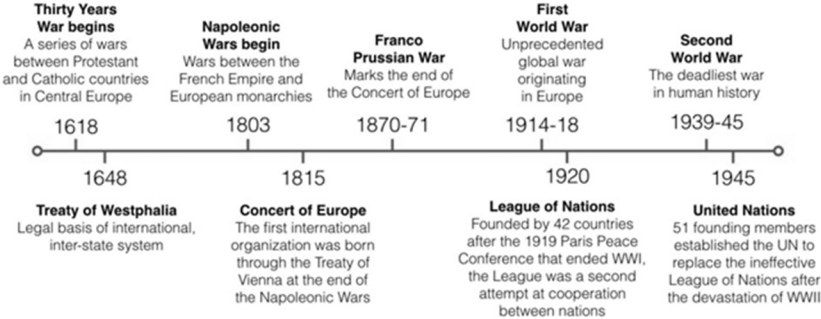 Thirty Years
War begins
A series of wars
between Protestant
and Catholic countries
in Central Europe
1618
Napoleonic
Wars begin
Wars between the
French Empire and
European monarchies
1803
Franco
Prussian War
Marks the end of
the Concert of Europe
1870-71
First
World War
Unprecedented
global war
originating
in Europe
1914-18
Second
World War
The deadliest war
in human history
1939-45
1648
Treaty of Westphalia
Legal basis of international,
inter-state system
1815
Concert of Europe
The first international
organization was born
through the Treaty of
Vienna at the end of
the Napoleonic Wars
1920
League of Nations
Founded by 42 countries
after the 1919 Paris Peace
Conference that ended WWI,
the League was a second
attempt at cooperation
between nations
1945
United Nations
51 founding members
established the UN to
replace the ineffective
League of Nations after
the devastation of WWII